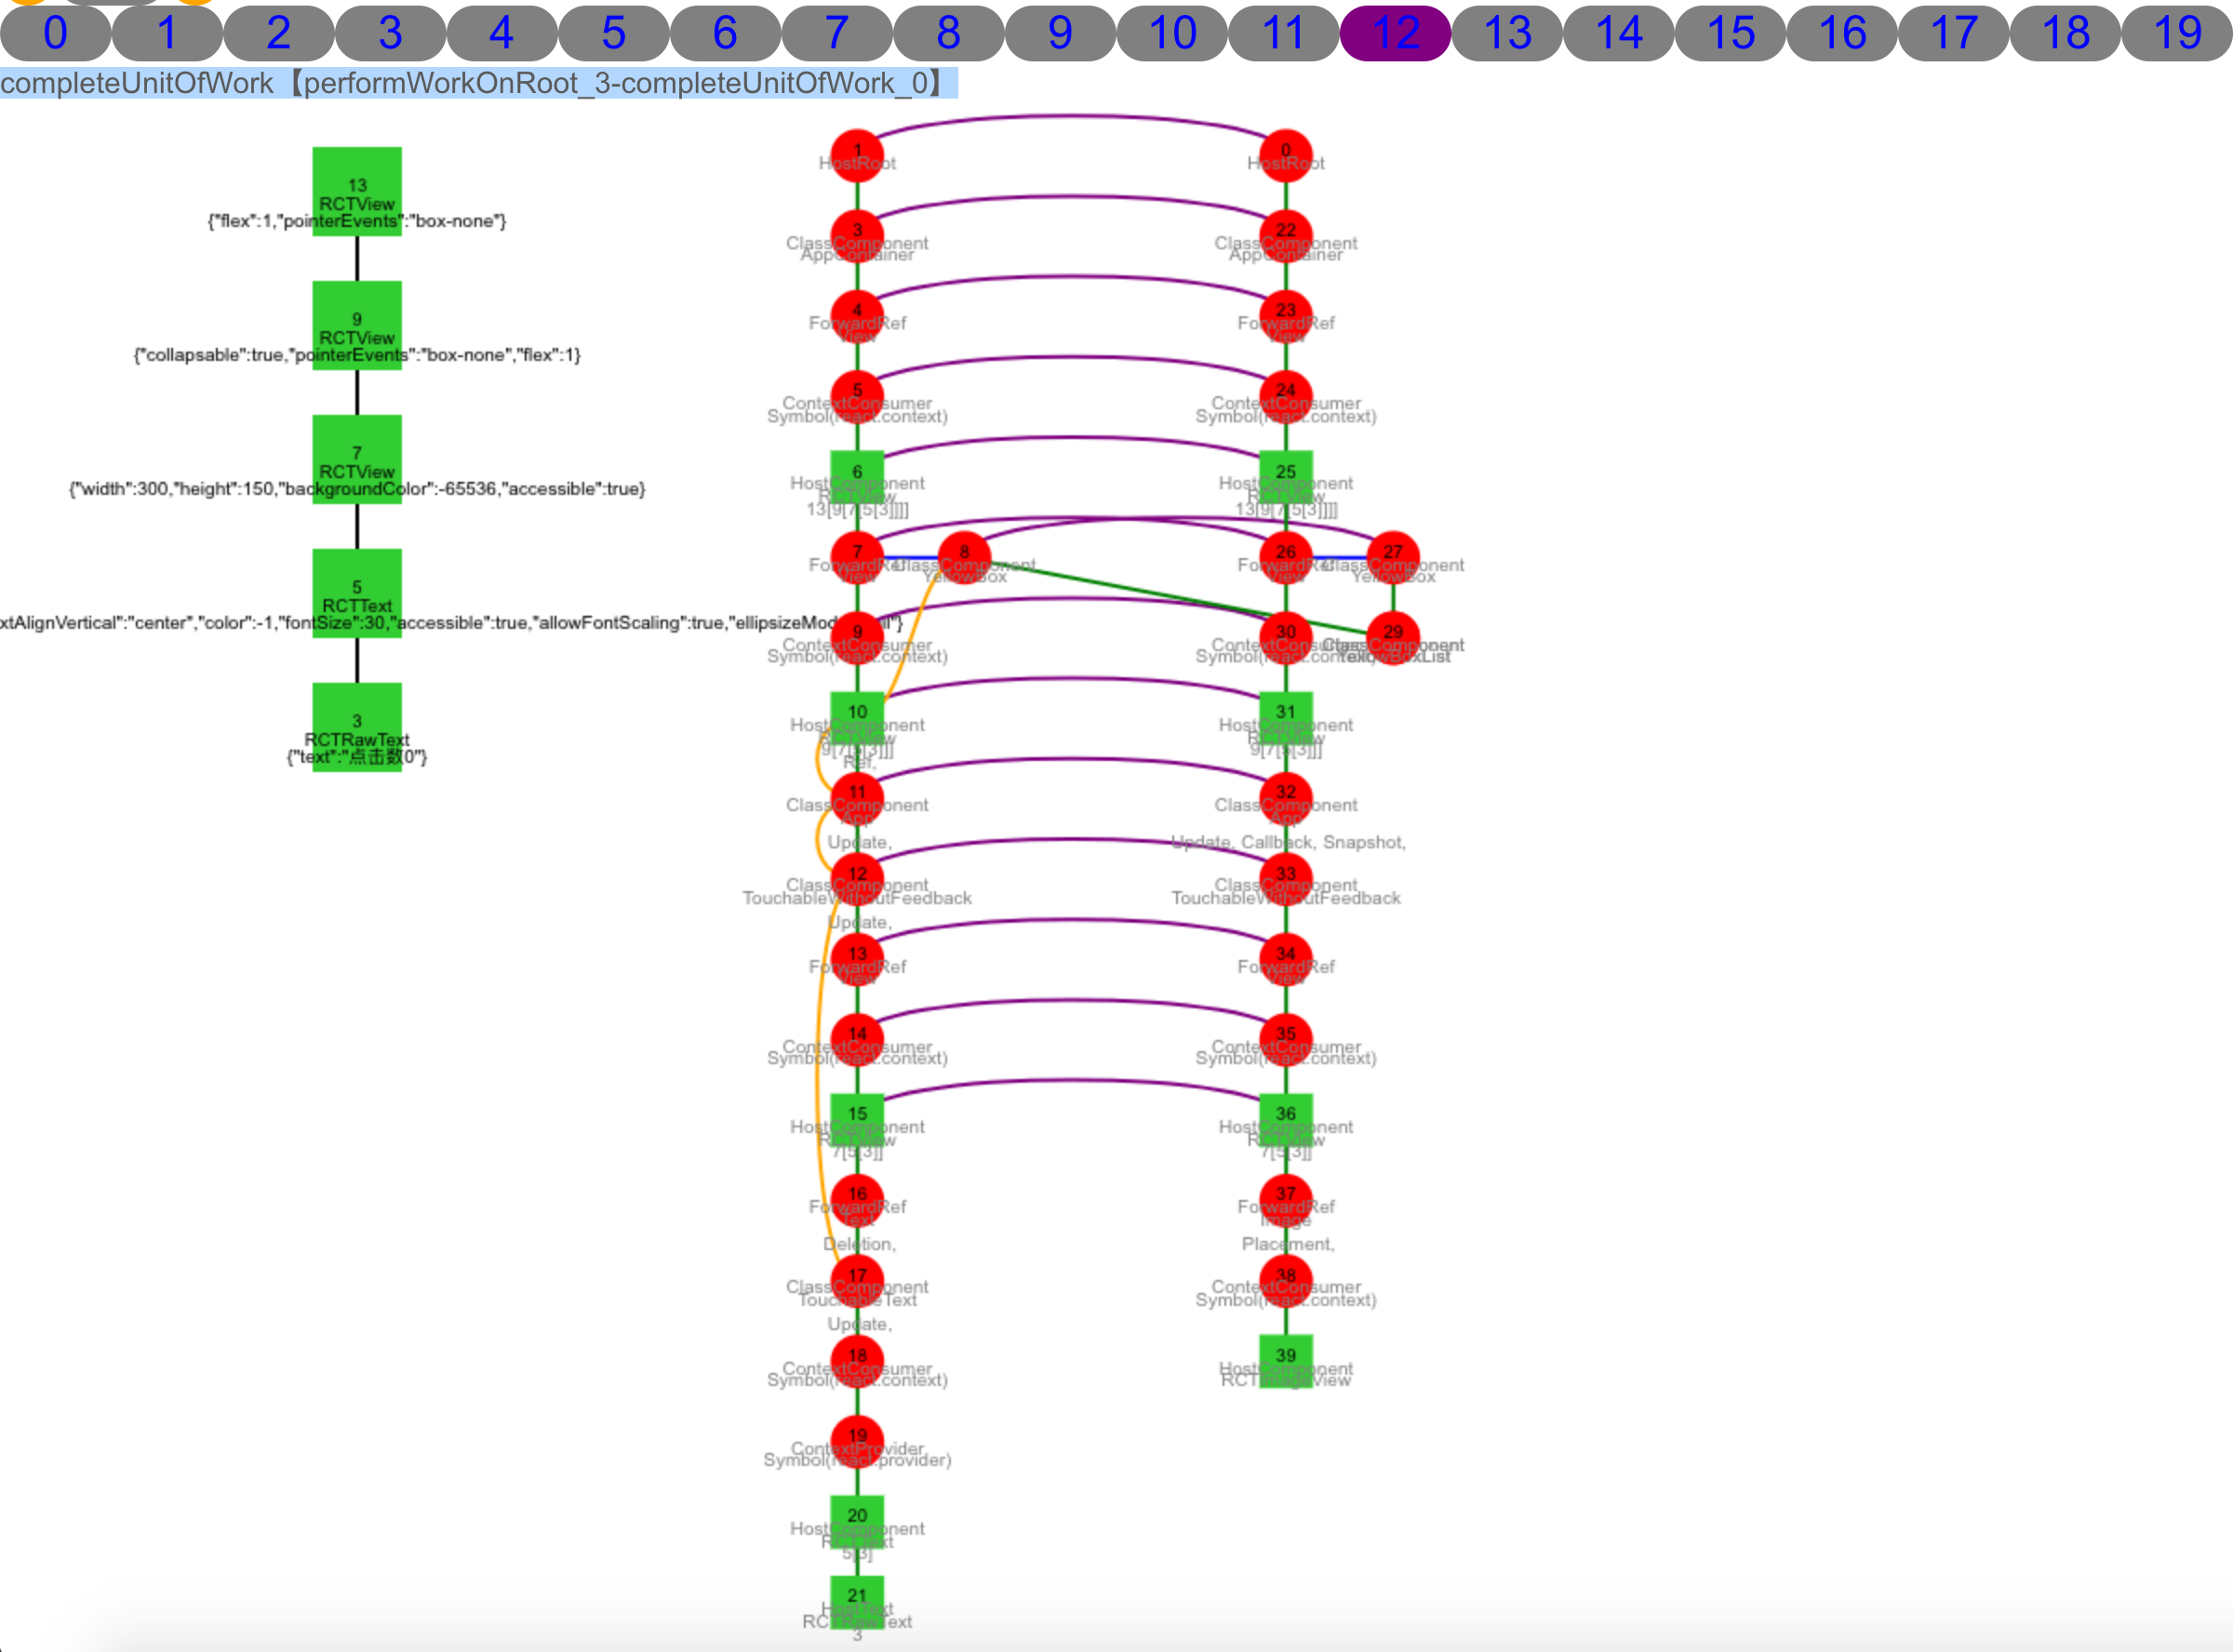 0 1 2 3 4 5 6 7 8 9 10 11 12 13 14 15 16 17 18 19
completeUnitOfWork【performWorkOnRoot_3-completeUnitOfWork_0】
13
RCTView
{"flex":1,"pointerEvents":"box-none"}
9
RCTView
{"collapsable":true,"pointerEvents":"box-none","flex":1}
7
RCTView
{"width":300,"height":150,"backgroundColor":-65536,"accessible":true}
5
RCTText
xtAlignVertical":"center","color":-1,"fontSize":30,"accessible":true,"allowFontScaling":true,"ellipsizeMod
3
RCTRawText
{"text":"点击数0"}
1
HostRoot
3
ClassComponent
AppContainer
4
ForwardRef
View
5
ContextConsumer
Symbol(react.context)
6
HostComponent
RCTView
13[9[7[5[3]]]]
7
ForwardRef
View
8
ClassComponent
YellowBox
9
ContextConsumer
Symbol(react.context)
10
HostComponent
RCTView
9[7[5[3]]]
Ref,
11
ClassComponent
App
Update,
12
ClassComponent
TouchableWithoutFeedback
Update,
13
ForwardRef
View
14
ContextConsumer
Symbol(react.context)
15
HostComponent
RCTView
7[5[3]]
16
ForwardRef
Text
Deletion,
17
ClassComponent
TouchableText
Update,
18
ContextConsumer
Symbol(react.context)
19
ContextProvider
Symbol(react.provider)
20
HostComponent
RCTText
5[3]
21
HostText
RCTRawText
3
0
HostRoot
22
ClassComponent
AppContainer
23
ForwardRef
View
24
ContextConsumer
Symbol(react.context)
25
HostComponent
RCTView
13[9[7[5[3]]]]
26
ForwardRef
View
27
ClassComponent
YellowBox
30
ContextConsumer
Symbol(react.context)
29
ClassComponent
YellowBoxList
31
HostComponent
RCTView
9[7[5[3]]]
32
ClassComponent
App
Update, Callback, Snapshot,
33
ClassComponent
TouchableWithoutFeedback
34
ForwardRef
View
35
ContextConsumer
Symbol(react.context)
36
HostComponent
RCTView
7[5[3]]
37
ForwardRef
Image
Placement,
38
ContextConsumer
Symbol(react.context)
39
HostComponent
RCTImageView